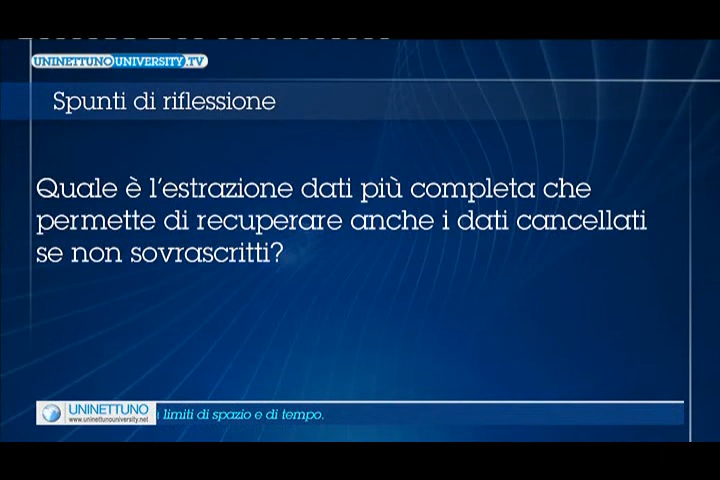 UNINETTUNOUNIVERSITY.TV
Spunti di riflessione
Quale è l'estrazione dati più completa che
permette di recuperare anche i dati cancellati
se non sovrascritti?
UNINETTUNO
www.uninettunouniversity.net
limiti di spazio e di tempo.